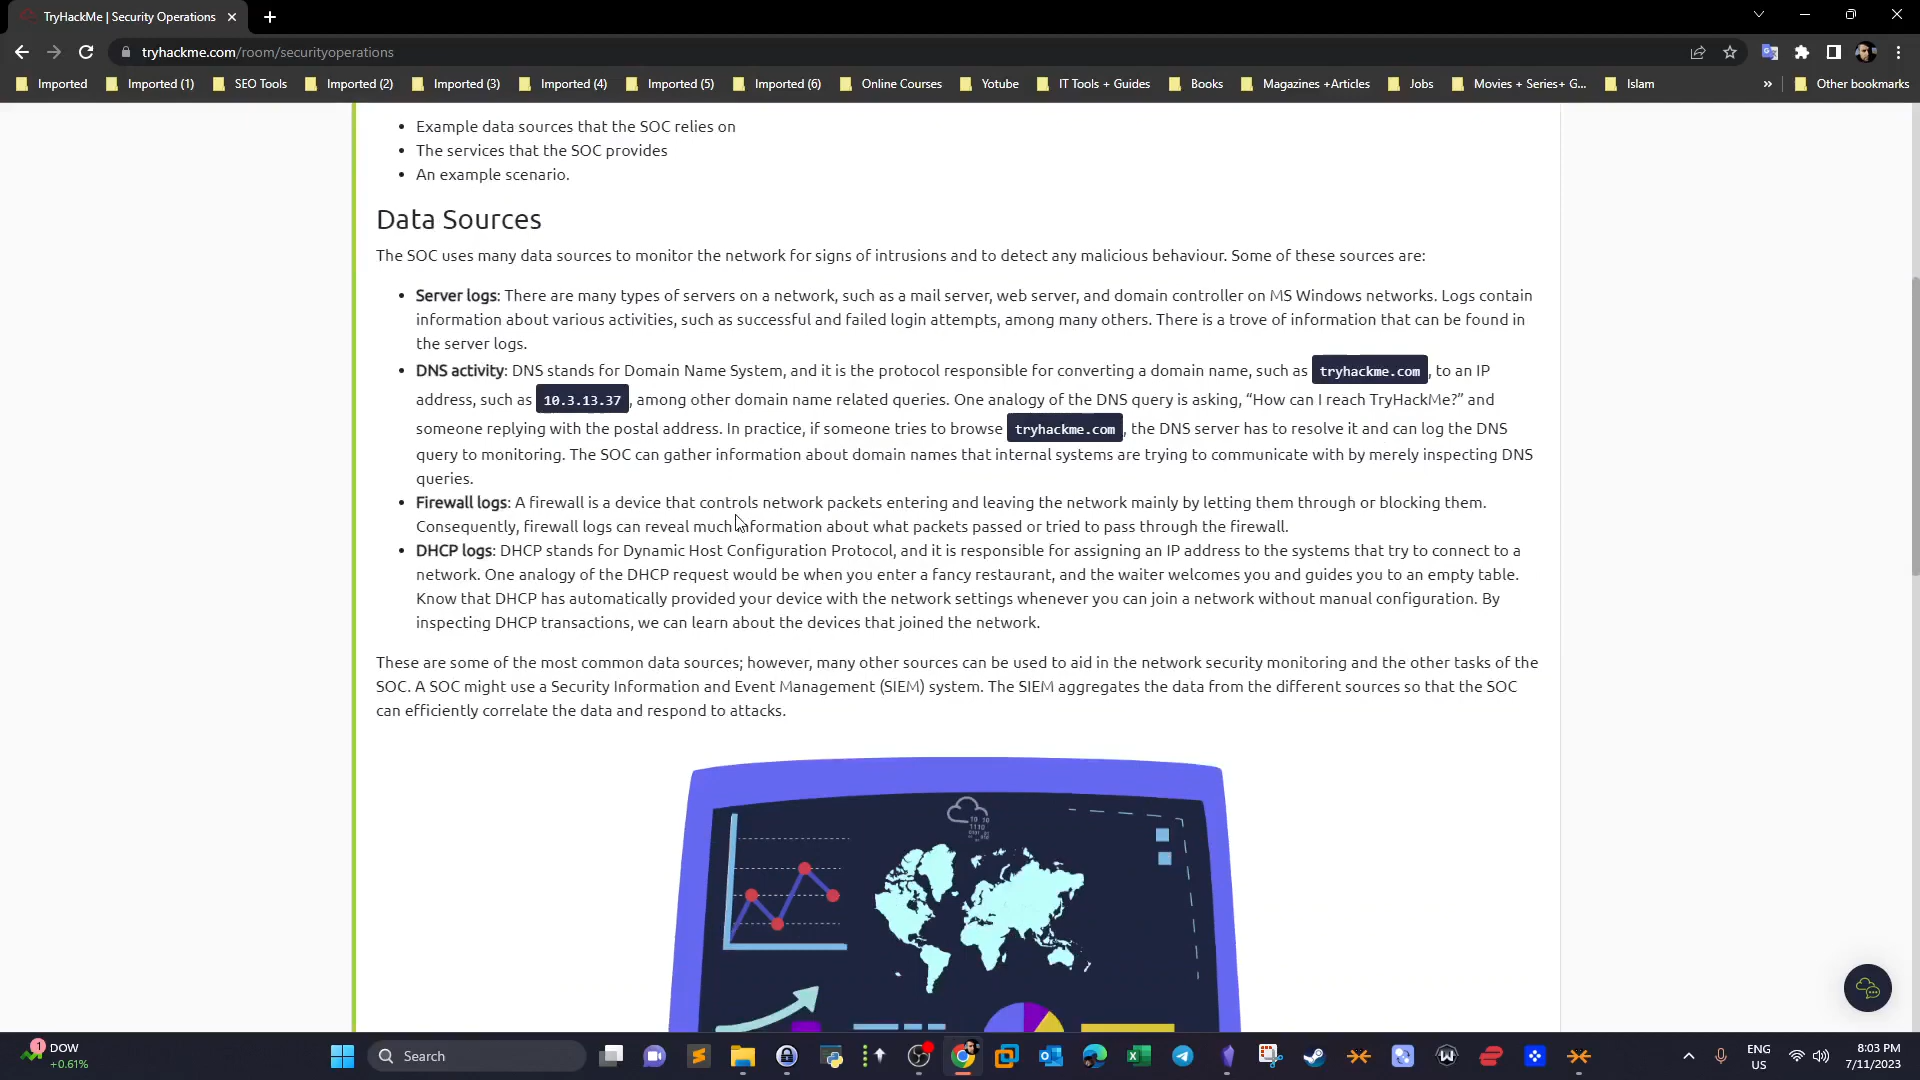 TryHackMe | Security Operations
tryhackme.com/room/securityoperations
Imported
Imported (1)
SEO Tools
Imported (2)
Imported (3)
Imported (4)
Imported (5)
Imported (6)
Online Courses
Yotube
IT Tools + Guides
Books
Magazines +Articles
Jobs
Movies + Series+ G...
Islam
»
Other bookmarks
• Example data sources that the SOC relies on
• The services that the SOC provides
• An example scenario.
Data Sources
The SOC uses many data sources to monitor the network for signs of intrusions and to detect any malicious behaviour. Some of these sources are:
• Server logs: There are many types of servers on a network, such as a mail server, web server, and domain controller on MS Windows networks. Logs contain
information about various activities, such as successful and failed login attempts, among many others. There is a trove of information that can be found in
the server logs.
• DNS activity: DNS stands for Domain Name System, and it is the protocol responsible for converting a domain name, such as tryhackme.com, to an IP
address, such as 10.3.13.37, among other domain name related queries. One analogy of the DNS query is asking, “How can I reach TryHackMe?” and
someone replying with the postal address. In practice, if someone tries to browse tryhackme.com, the DNS server has to resolve it and can log the DNS
query to monitoring. The SOC can gather information about domain names that internal systems are trying to communicate with by merely inspecting DNS
queries.
• Firewall logs: A firewall is a device that controls network packets entering and leaving the network mainly by letting them through or blocking them.
Consequently, firewall logs can reveal much information about what packets passed or tried to pass through the firewall.
• DHCP logs: DHCP stands for Dynamic Host Configuration Protocol, and it is responsible for assigning an IP address to the systems that try to connect to a
network. One analogy of the DHCP request would be when you enter a fancy restaurant, and the waiter welcomes you and guides you to an empty table.
Know that DHCP has automatically provided your device with the network settings whenever you can join a network without manual configuration. By
inspecting DHCP transactions, we can learn about the devices that joined the network.
These are some of the most common data sources; however, many other sources can be used to aid in the network security monitoring and the other tasks of the
SOC. A SOC might use a Security Information and Event Management (SIEM) system. The SIEM aggregates the data from the different sources so that the SOC
can efficiently correlate the data and respond to attacks.
1
DOW
+0.61%
Search
ENG
US
8:03 PM
7/11/2023